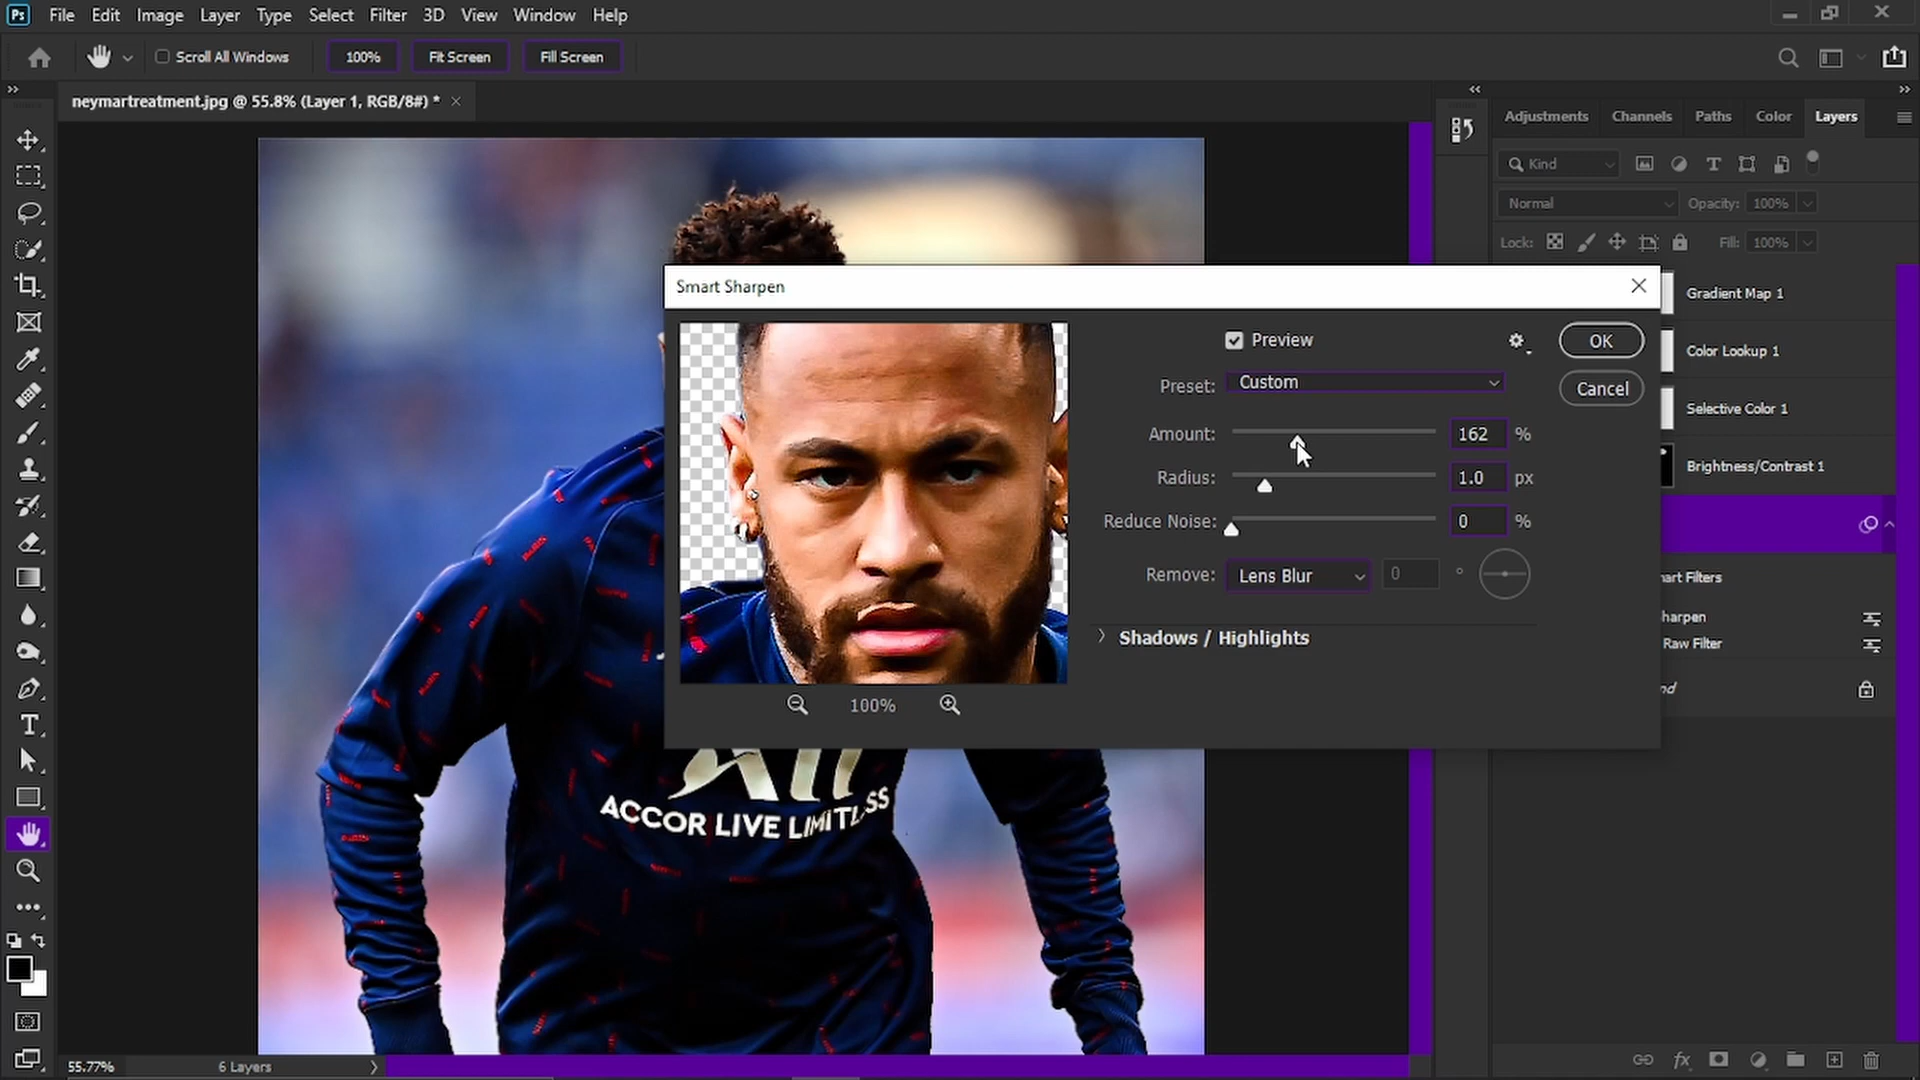 Ps File Edit Image Layer Type Select Filter 3D View Window Help
Scroll All Windows 100% Fit Screen Fill Screen
neymartreatment.jpg @ 55.8% (Layer 1, RGB/8#) *
Adjustments Channels Paths Color Layers
Kind
Normal Opacity: 100%
Lock: Fill: 100%
Smart Sharpen
Preview
OK
Preset: Custom
Cancel
Amount: 162 %
Radius: 1.0 px
Reduce Noise: 0 %
Remove: Lens Blur 0 °
Shadows / Highlights
100%
Gradient Map 1
Color Lookup 1
Selective Color 1
Brightness/Contrast 1
art Filters
harpen
Raw Filter
nd
ACCOR LIVE LIMITLESS
T
55.77% 6 Layers
fx